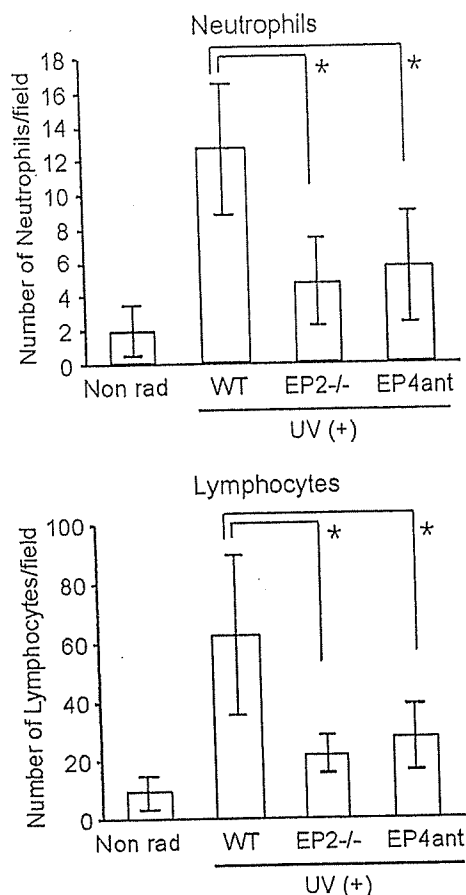 Neutrophils
Number of Neutrophils/field
18
16
14
12
10
8
6
4
2
0
*
*
Non rad WT EP2-/- EP4ant
UV (+)
Lymphocytes
Number of Lymphocytes/field
100
80
60
40
20
0
*
*
Non rad WT EP2-/- EP4ant
UV (+)